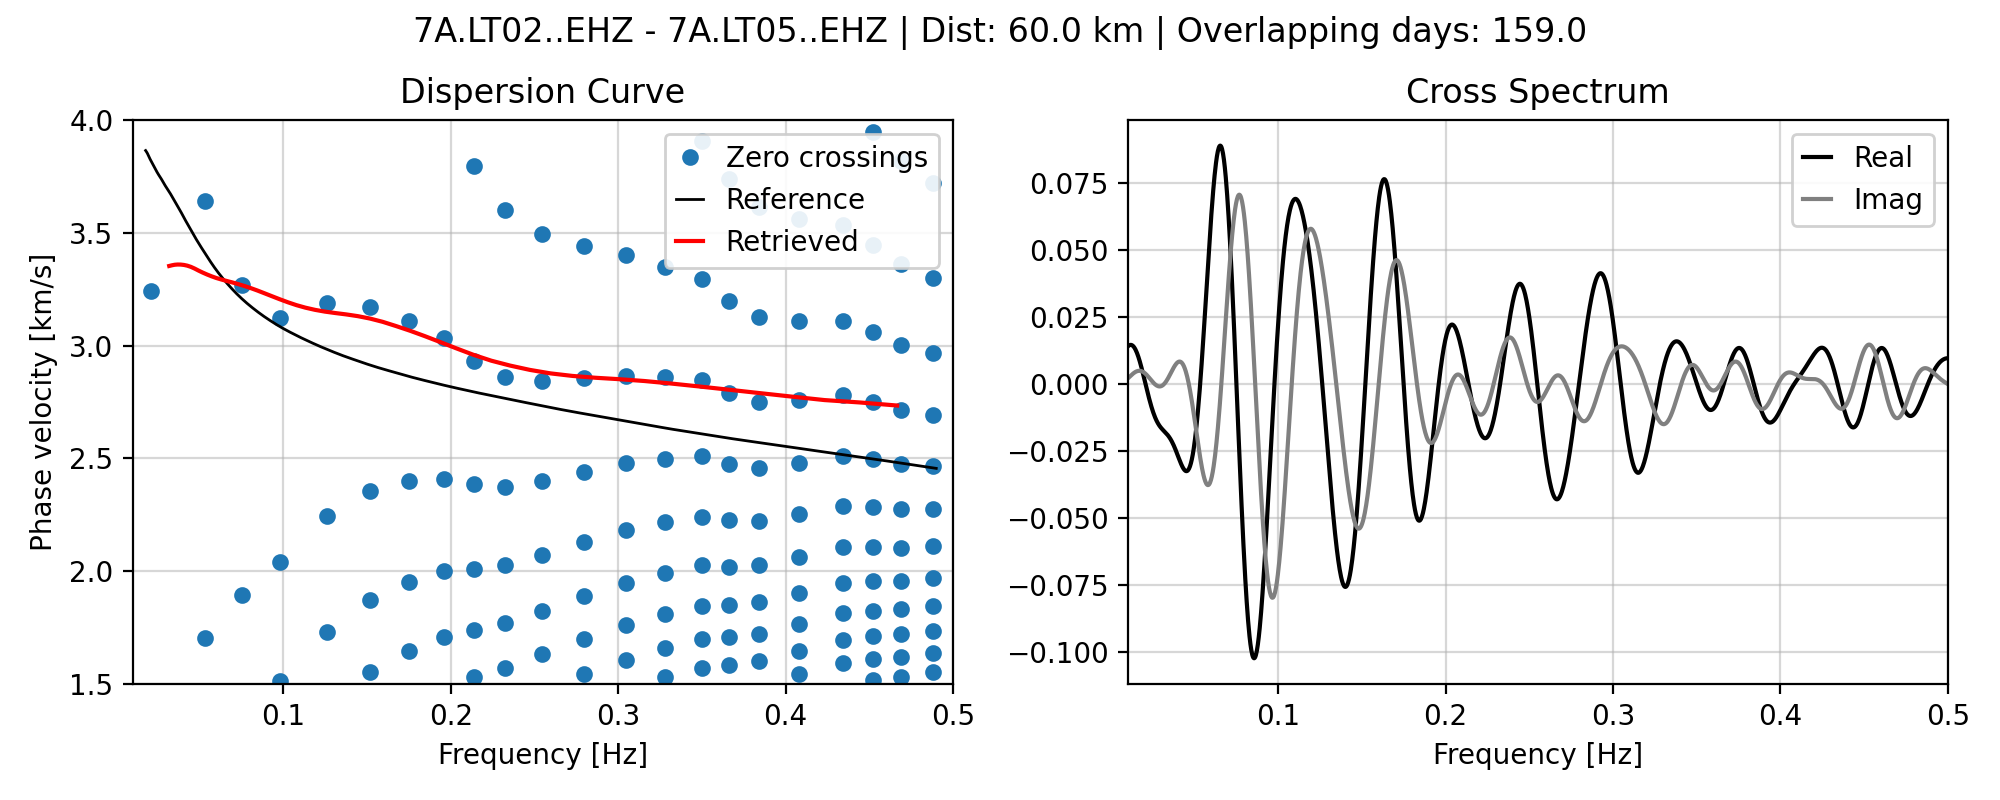 7A.LT02..EHZ - 7A.LT05..EHZ | Dist: 60.0 km | Overlapping days: 159.0
Dispersion Curve
4.0
3.5
3.0
2.5
2.0
1.5
Phase velocity [km/s]
0.1
0.2
0.3
0.4
0.5
Frequency [Hz]
Zero crossings
Reference
Retrieved
Cross Spectrum
0.075
0.050
0.025
0.000
−0.025
−0.050
−0.075
−0.100
0.1
0.2
0.3
0.4
0.5
Frequency [Hz]
Real
Imag